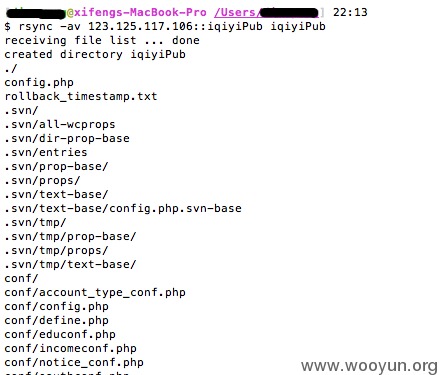 @xifengs-MacBook-Pro /Users/ 22:13
$ rsync -av 123.125.117.106::iqiyiPub iqiyiPub
receiving file list ... done
created directory iqiyiPub
./
config.php
rollback_timestamp.txt
.svn/
.svn/all-wcprops
.svn/dir-prop-base
.svn/entries
.svn/prop-base/
.svn/props/
.svn/text-base/
.svn/text-base/config.php.svn-base
.svn/tmp/
.svn/tmp/prop-base/
.svn/tmp/props/
.svn/tmp/text-base/
conf/
conf/account_type_conf.php
conf/config.php
conf/define.php
conf/educonf.php
conf/incomeconf.php
conf/notice_conf.php
www.wooyun.org